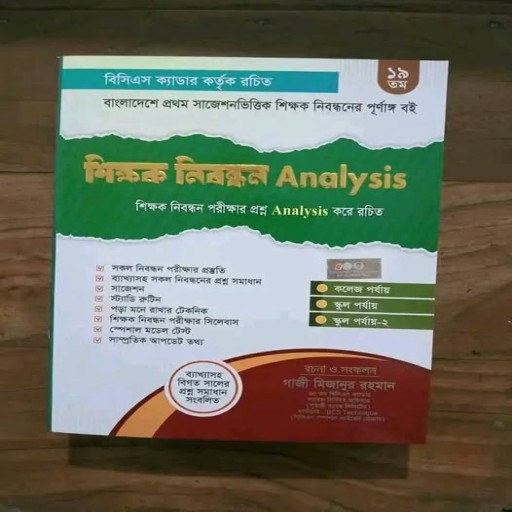 বিসিএস ক্যাডার কর্তৃক রচিত
১৯
তম
বাংলাদেশে প্রথম সাজেশনভিত্তিক শিক্ষক নিবন্ধনের পূর্ণাঙ্গ বই
শিক্ষক নিবন্ধন Analysis
শিক্ষক নিবন্ধন পরীক্ষার প্রশ্ন Analysis করে রচিত
সকল নিবন্ধন পরীক্ষার প্রস্তুতি
ব্যাখ্যাসহ সকল নিবন্ধনের প্রশ্ন সমাধান
সাজেশন
স্ট্যাডি রুটিন
পড়া মনে রাখার টেকনিক
শিক্ষক নিবন্ধন পরীক্ষার সিলেবাস
স্পেশাল মডেল টেস্ট
সাম্প্রতিক আপডেট তথ্য
কলেজ পর্যায়
স্কুল পর্যায়
স্কুল পর্যায়-২
ব্যাখ্যাসহ
বিগত সালের
প্রশ্ন সমাধান
সংবলিত
রচনা ও সংকলন
গাজী মিজানুর রহমান